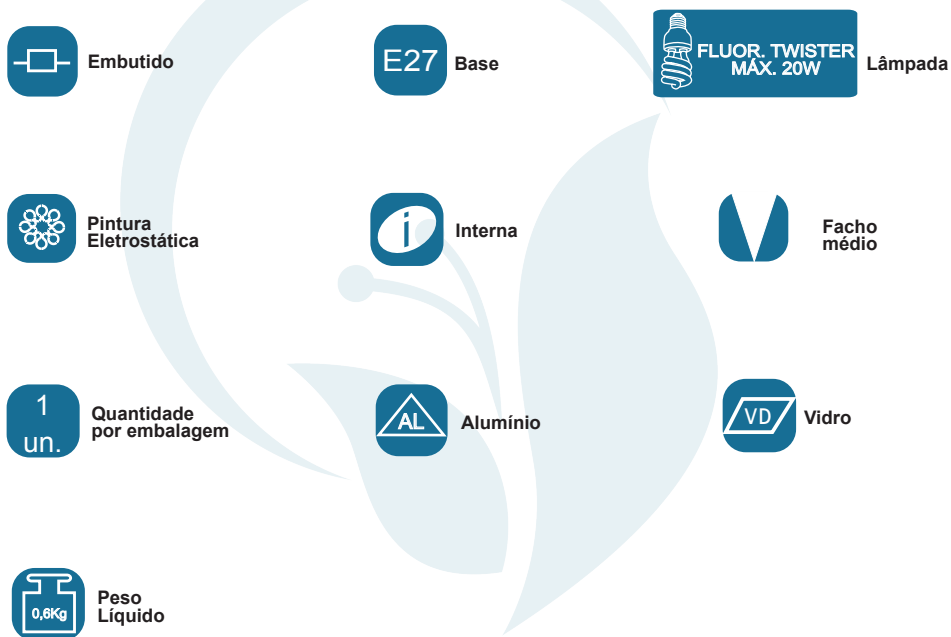 Embutido
E27
Base
FLUOR. TWISTER
MÁX. 20W
Lâmpada
Pintura
Eletrostática
i
Interna
Facho
médio
1
un.
Quantidade
por embalagem
AL
Alumínio
VD
Vidro
0,6Kg
Peso
Líquido